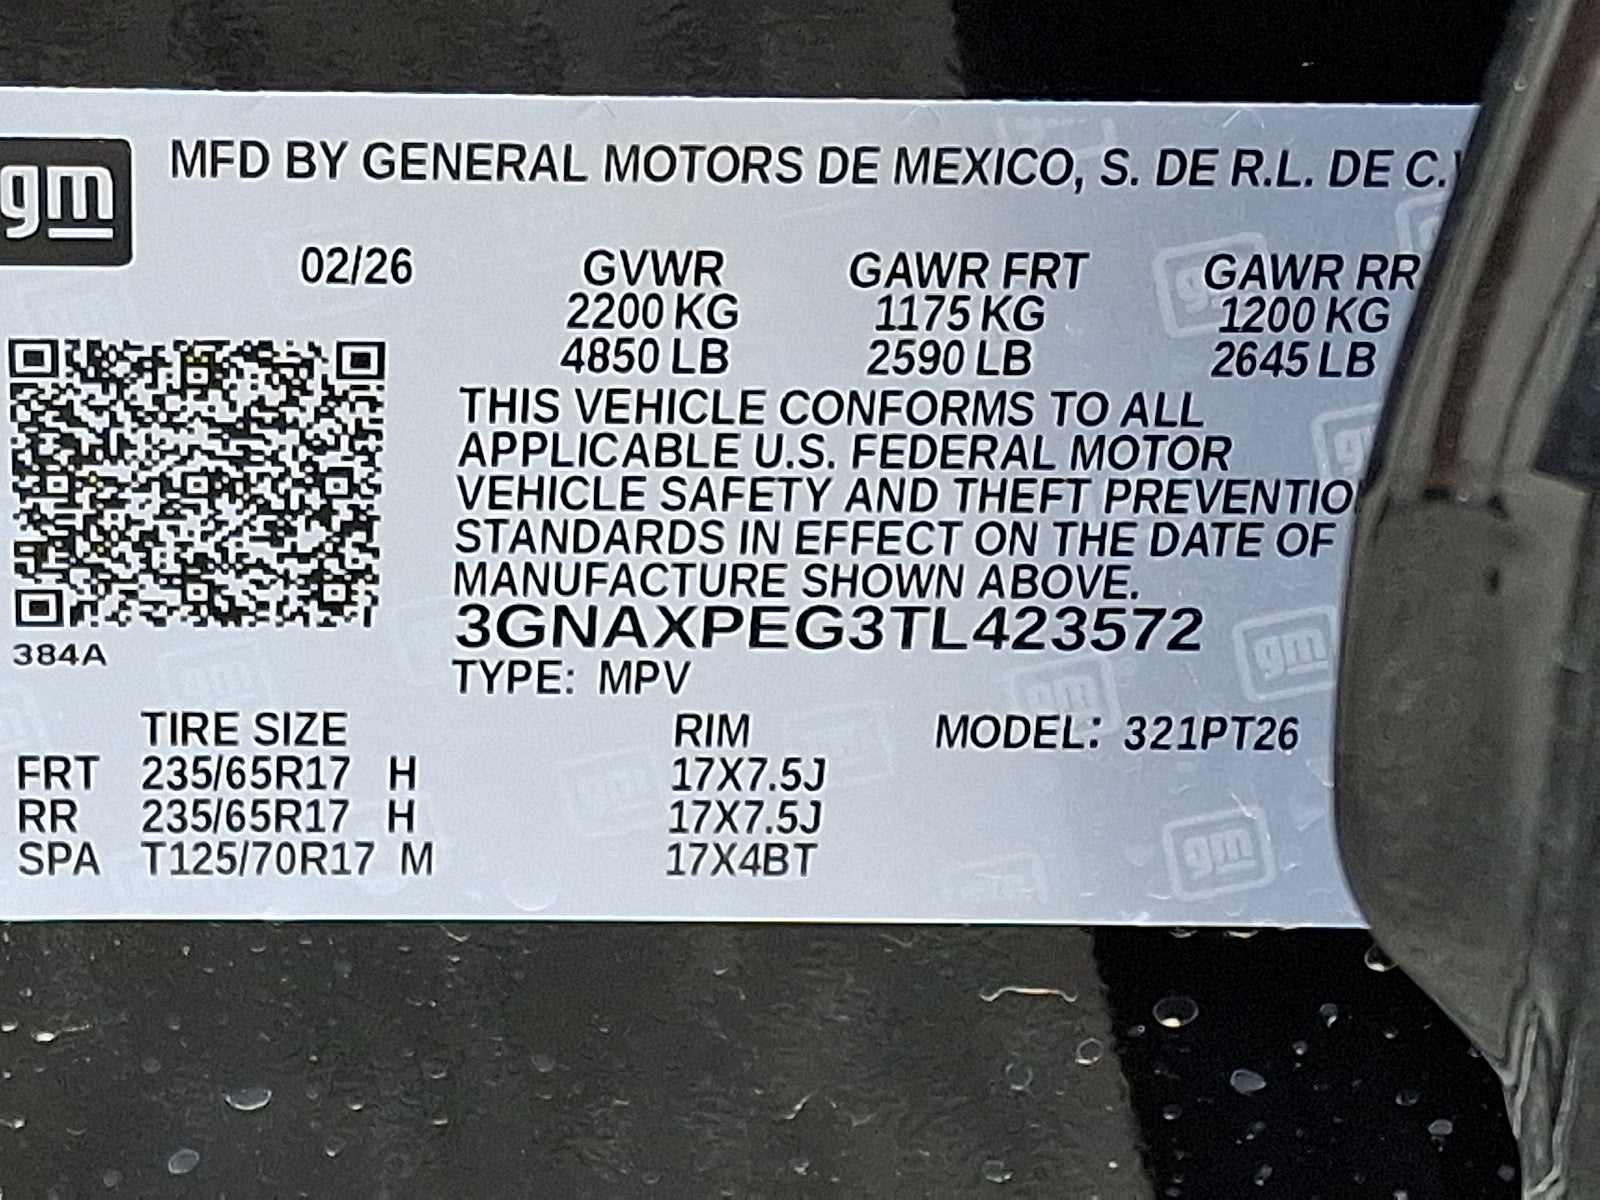 gm
MFD BY GENERAL MOTORS DE MEXICO, S. DE R.L. DE C.
02/26 GVWR GAWR FRT GAWR RR
2200 KG 1175 KG 1200 KG
4850 LB 2590 LB 2645 LB
THIS VEHICLE CONFORMS TO ALL
APPLICABLE U.S. FEDERAL MOTOR
VEHICLE SAFETY AND THEFT PREVENTIO
STANDARDS IN EFFECT ON THE DATE OF
MANUFACTURE SHOWN ABOVE.
3GNAXPEG3TL423572
384A
TYPE: MPV
TIRE SIZE RIM MODEL: 321PT26
FRT 235/65R17 H 17X7.5J
RR 235/65R17 H 17X7.5J
SPA T125/70R17 M 17X4BT